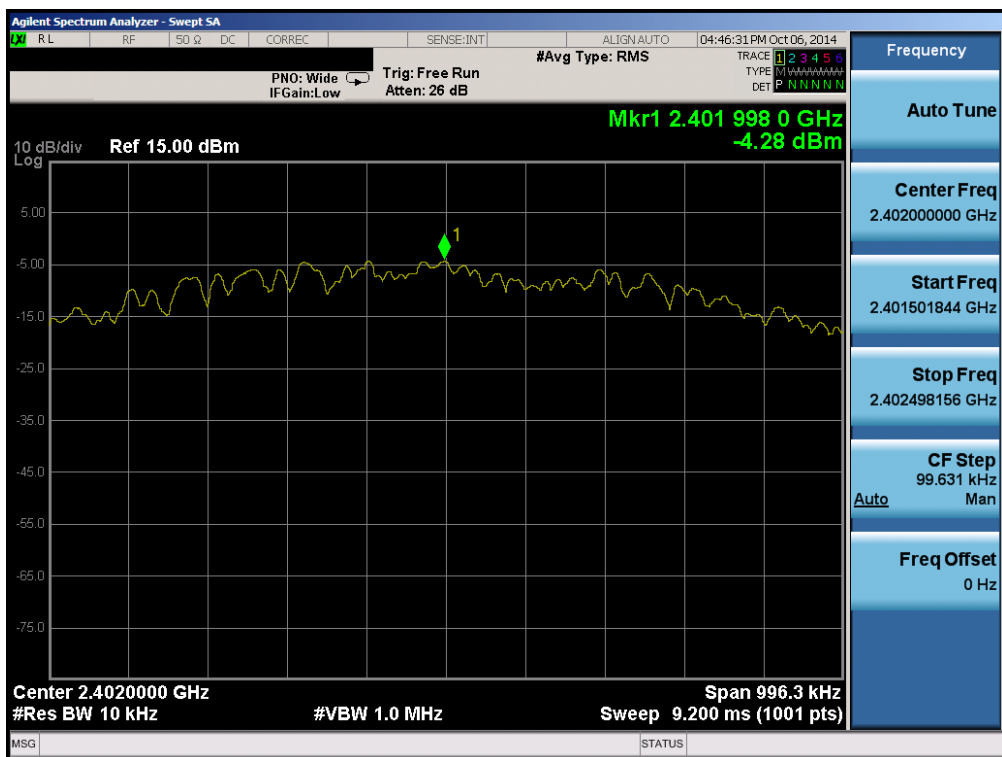 Agilent Spectrum Analyzer - Swept SA
LXI RL RF 50 Ω DC CORREC SENSE:INT ALIGN AUTO 04:46:31 PM Oct 06, 2014
Frequency
#Avg Type: RMS
TRACE 1 2 3 4 5 6
PNO: Wide Trig: Free Run
TYPE M WWWWW
IFGain:Low Atten: 26 dB
DET P N N N N N
Auto Tune
Mkr1 2.401 998 0 GHz
-4.28 dBm
10 dB/div Ref 15.00 dBm
Log
Center Freq
2.402000000 GHz
5.00
1
-5.00
Start Freq
2.401501844 GHz
-15.0
-25.0
Stop Freq
2.402498156 GHz
-35.0
-45.0
CF Step
99.631 kHz
Auto Man
-55.0
Freq Offset
0 Hz
-65.0
-75.0
Center 2.4020000 GHz
Span 996.3 kHz
#Res BW 10 kHz #VBW 1.0 MHz Sweep 9.200 ms (1001 pts)
MSG STATUS